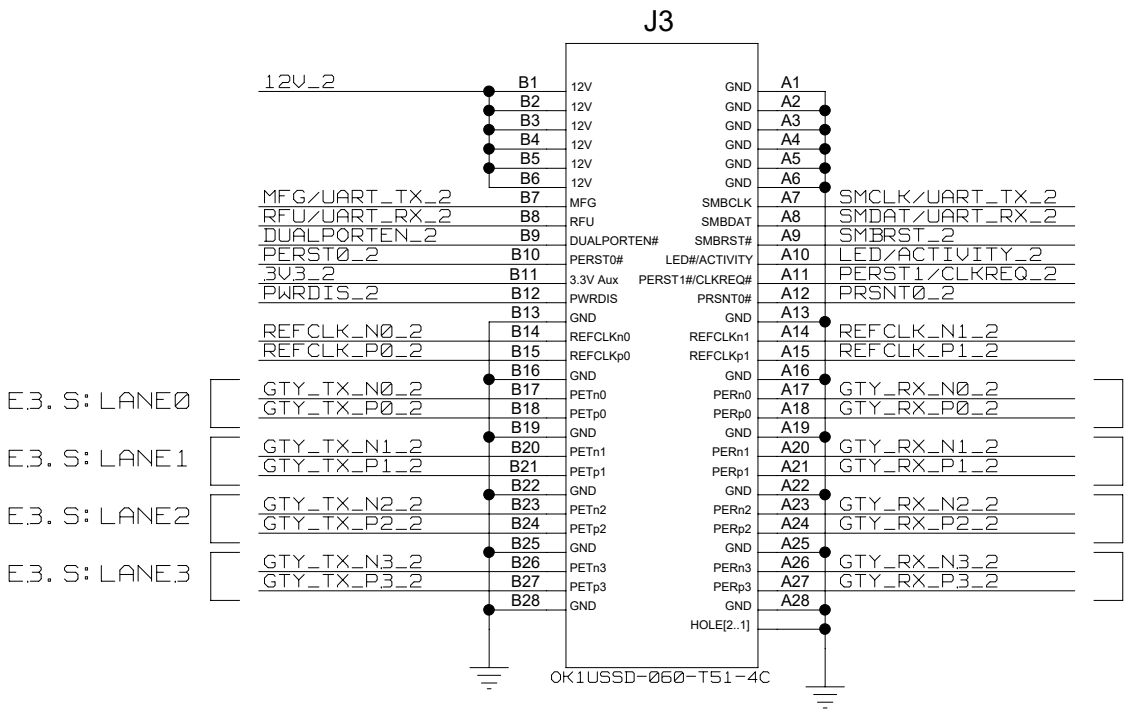 J3
12V_2 B1 12V GND A1
B2 12V GND A2
B3 12V GND A3
B4 12V GND A4
B5 12V GND A5
B6 12V GND A6
MFG/UART_TX_2 B7 MFG SMBCLK A7 SMCLK/UART_TX_2
RFU/UART_RX_2 B8 RFU SMBDAT A8 SMDAT/UART_RX_2
DUALPORTEN_2 B9 DUALPORTEN# SMBRST# A9 SMBRST_2
PERST0_2 B10 PERST0# LED#/ACTIVITY A10 LED/ACTIVITY_2
3V3_2 B11 3.3V Aux PERST1#/CLKREQ# A11 PERST1/CLKREQ_2
PWRDIS_2 B12 PWRDIS PRSNT0# A12 PRSNT0_2
B13 GND GND A13
REFCLK_N0_2 B14 REFCLKn0 REFCLKn1 A14 REFCLK_N1_2
REFCLK_P0_2 B15 REFCLKp0 REFCLKp1 A15 REFCLK_P1_2
B16 GND GND A16
E3.S:LANE0 GTY_TX_N0_2 B17 PETn0 PERn0 A17 GTY_RX_N0_2
GTY_TX_P0_2 B18 PETp0 PERp0 A18 GTY_RX_P0_2
B19 GND GND A19
E3.S:LANE1 GTY_TX_N1_2 B20 PETn1 PERn1 A20 GTY_RX_N1_2
GTY_TX_P1_2 B21 PETp1 PERp1 A21 GTY_RX_P1_2
B22 GND GND A22
E3.S:LANE2 GTY_TX_N2_2 B23 PETn2 PERn2 A23 GTY_RX_N2_2
GTY_TX_P2_2 B24 PETp2 PERp2 A24 GTY_RX_P2_2
B25 GND GND A25
E3.S:LANE3 GTY_TX_N3_2 B26 PETn3 PERn3 A26 GTY_RX_N3_2
GTY_TX_P3_2 B27 PETp3 PERp3 A27 GTY_RX_P3_2
B28 GND GND A28
HOLE[2..1]
OK1USSD-060-T51-4C